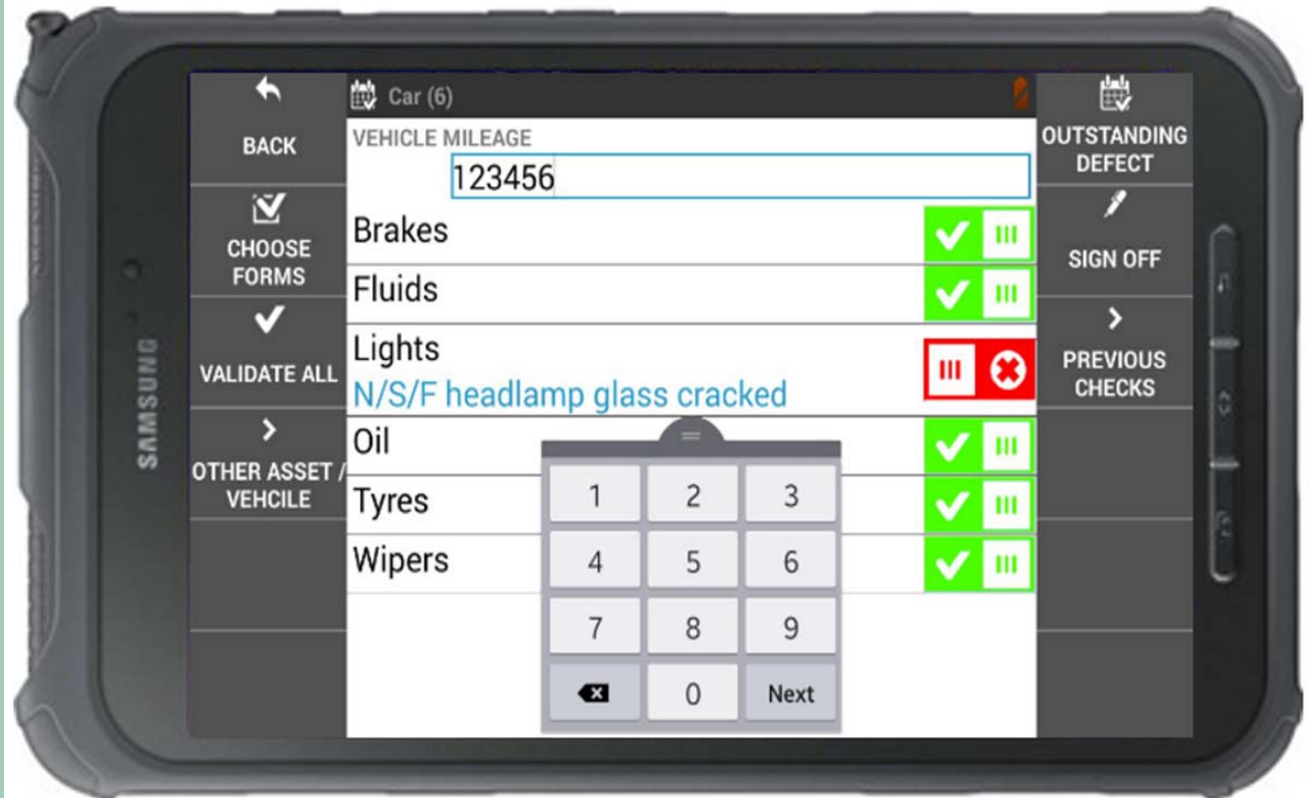 SAMSUNG
BACK
CHOOSE
FORMS
VALIDATE ALL
OTHER ASSET /
VEHCILE
Car (6)
VEHICLE MILEAGE
123456
Brakes
Fluids
Lights
N/S/F headlamp glass cracked
Oil
Tyres
Wipers
1 2 3
4 5 6
7 8 9
0 Next
OUTSTANDING
DEFECT
SIGN OFF
PREVIOUS
CHECKS